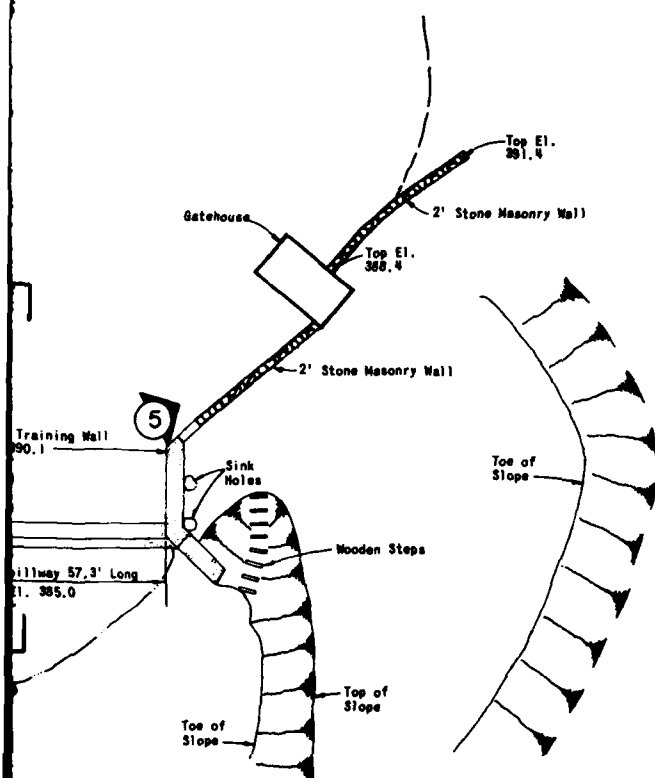 Top El.
391.4
2' Stone Masonry Wall
Gatehouse
Top El.
388.4
2' Stone Masonry Wall
5
Training Wall
90.1
Sink
Holes
Toe of
Slope
Wooden Steps
illway 57.3' Long
El. 385.0
Top of
Slope
Toe of
Slope